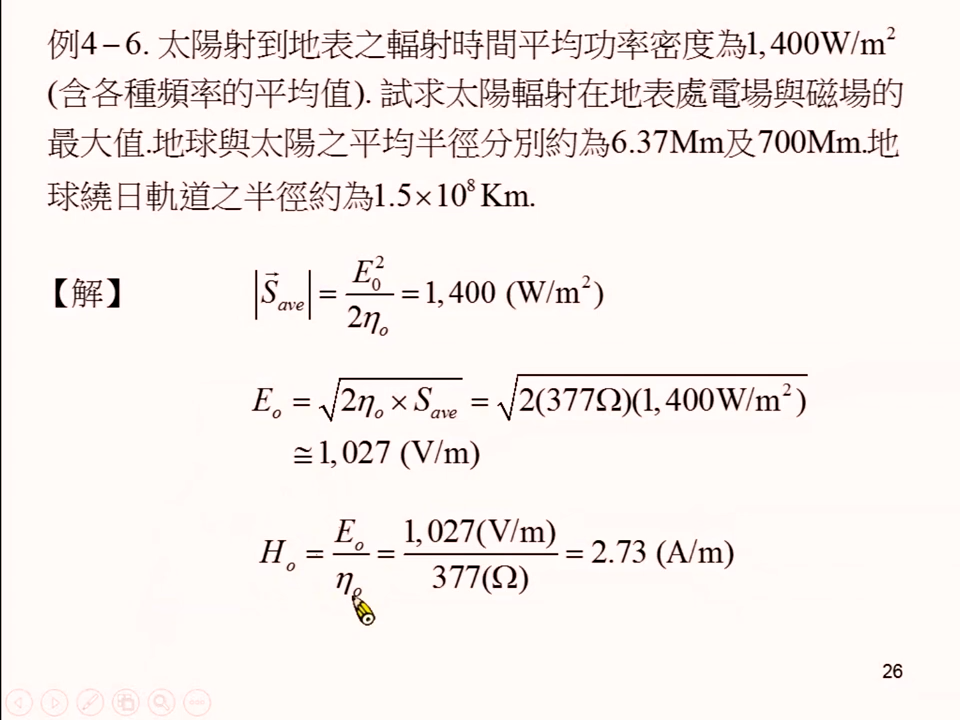 例4－6. 太陽射到地表之輻射時間平均功率密度為1,400W/m²
(含各種頻率的平均值). 試求太陽輻射在地表處電場與磁場的
最大值.地球與太陽之平均半徑分別約為6.37Mm及700Mm.地
球繞日軌道之半徑約為1.5×10⁸ Km.
【解】 |S⃗_ave| = E₀²/2η_o = 1,400 (W/m²)
E_o = √(2η_o × S_ave) = √(2(377Ω)(1,400W/m²))
≅ 1,027 (V/m)
H_o = E_o/η_o = 1,027(V/m)/377(Ω) = 2.73 (A/m)
26